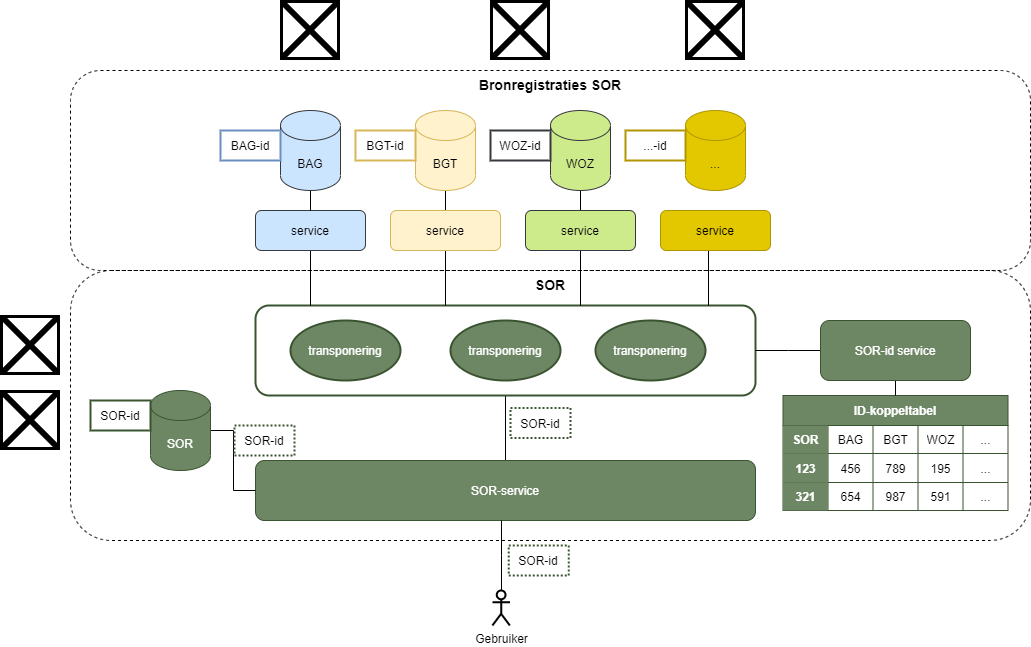 Bronregistraties SOR
BAG-id
BAG
BGT-id
BGT
WOZ-id
WOZ
...-id
...
service
service
service
service
SOR
transponering
transponering
transponering
SOR-id service
SOR-id
SOR
SOR-id
SOR-id
ID-koppeltabel
SOR BAG BGT WOZ ...
123 456 789 195 ...
321 654 987 591 ...
SOR-service
SOR-id
Gebruiker